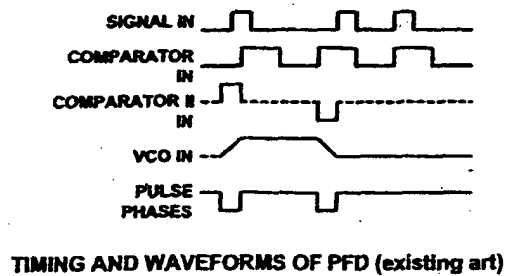 SIGNAL IN
COMPARATOR
IN
COMPARATOR II
IN
VCO IN
PULSE
PHASES
TIMING AND WAVEFORMS OF PFD (existing art)